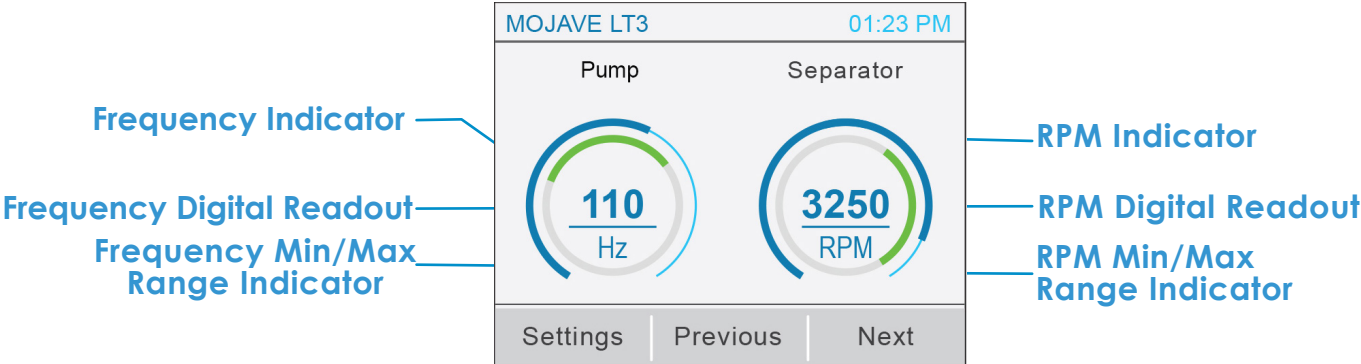 MOJAVE LT3 01:23 PM
Pump Separator
Frequency Indicator
RPM Indicator
Frequency Digital Readout
110
Hz
3250
RPM
RPM Digital Readout
Frequency Min/Max
Range Indicator
RPM Min/Max
Range Indicator
Settings Previous Next